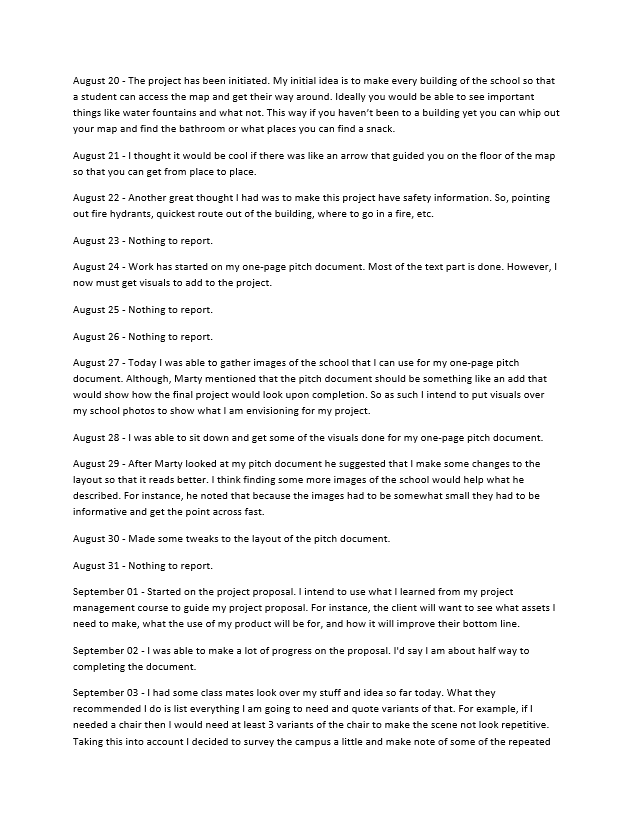 August 20 - The project has been initiated. My initial idea is to make every building of the school so that
a student can access the map and get their way around. Ideally you would be able to see important
things like water fountains and what not. This way if you haven’t been to a building yet you can whip out
your map and find the bathroom or what places you can find a snack.
August 21 - I thought it would be cool if there was like an arrow that guided you on the floor of the map
so that you can get from place to place.
August 22 - Another great thought I had was to make this project have safety information. So, pointing
out fire hydrants, quickest route out of the building, where to go in a fire, etc.
August 23 - Nothing to report.
August 24 - Work has started on my one-page pitch document. Most of the text part is done. However, I
now must get visuals to add to the project.
August 25 - Nothing to report.
August 26 - Nothing to report.
August 27 - Today I was able to gather images of the school that I can use for my one-page pitch
document. Although, Marty mentioned that the pitch document should be something like an add that
would show how the final project would look upon completion. So as such I intend to put visuals over
my school photos to show what I am envisioning for my project.
August 28 - I was able to sit down and get some of the visuals done for my one-page pitch document.
August 29 - After Marty looked at my pitch document he suggested that I make some changes to the
layout so that it reads better. I think finding some more images of the school would help what he
described. For instance, he noted that because the images had to be somewhat small they had to be
informative and get the point across fast.
August 30 - Made some tweaks to the layout of the pitch document.
August 31 - Nothing to report.
September 01 - Started on the project proposal. I intend to use what I learned from my project
management course to guide my project proposal. For instance, the client will want to see what assets I
need to make, what the use of my product will be for, and how it will improve their bottom line.
September 02 - I was able to make a lot of progress on the proposal. I'd say I am about half way to
completing the document.
September 03 - I had some class mates look over my stuff and idea so far today. What they
recommended I do is list everything I am going to need and quote variants of that. For example, if I
needed a chair then I would need at least 3 variants of the chair to make the scene not look repetitive.
Taking this into account I decided to survey the campus a little and make note of some of the repeated